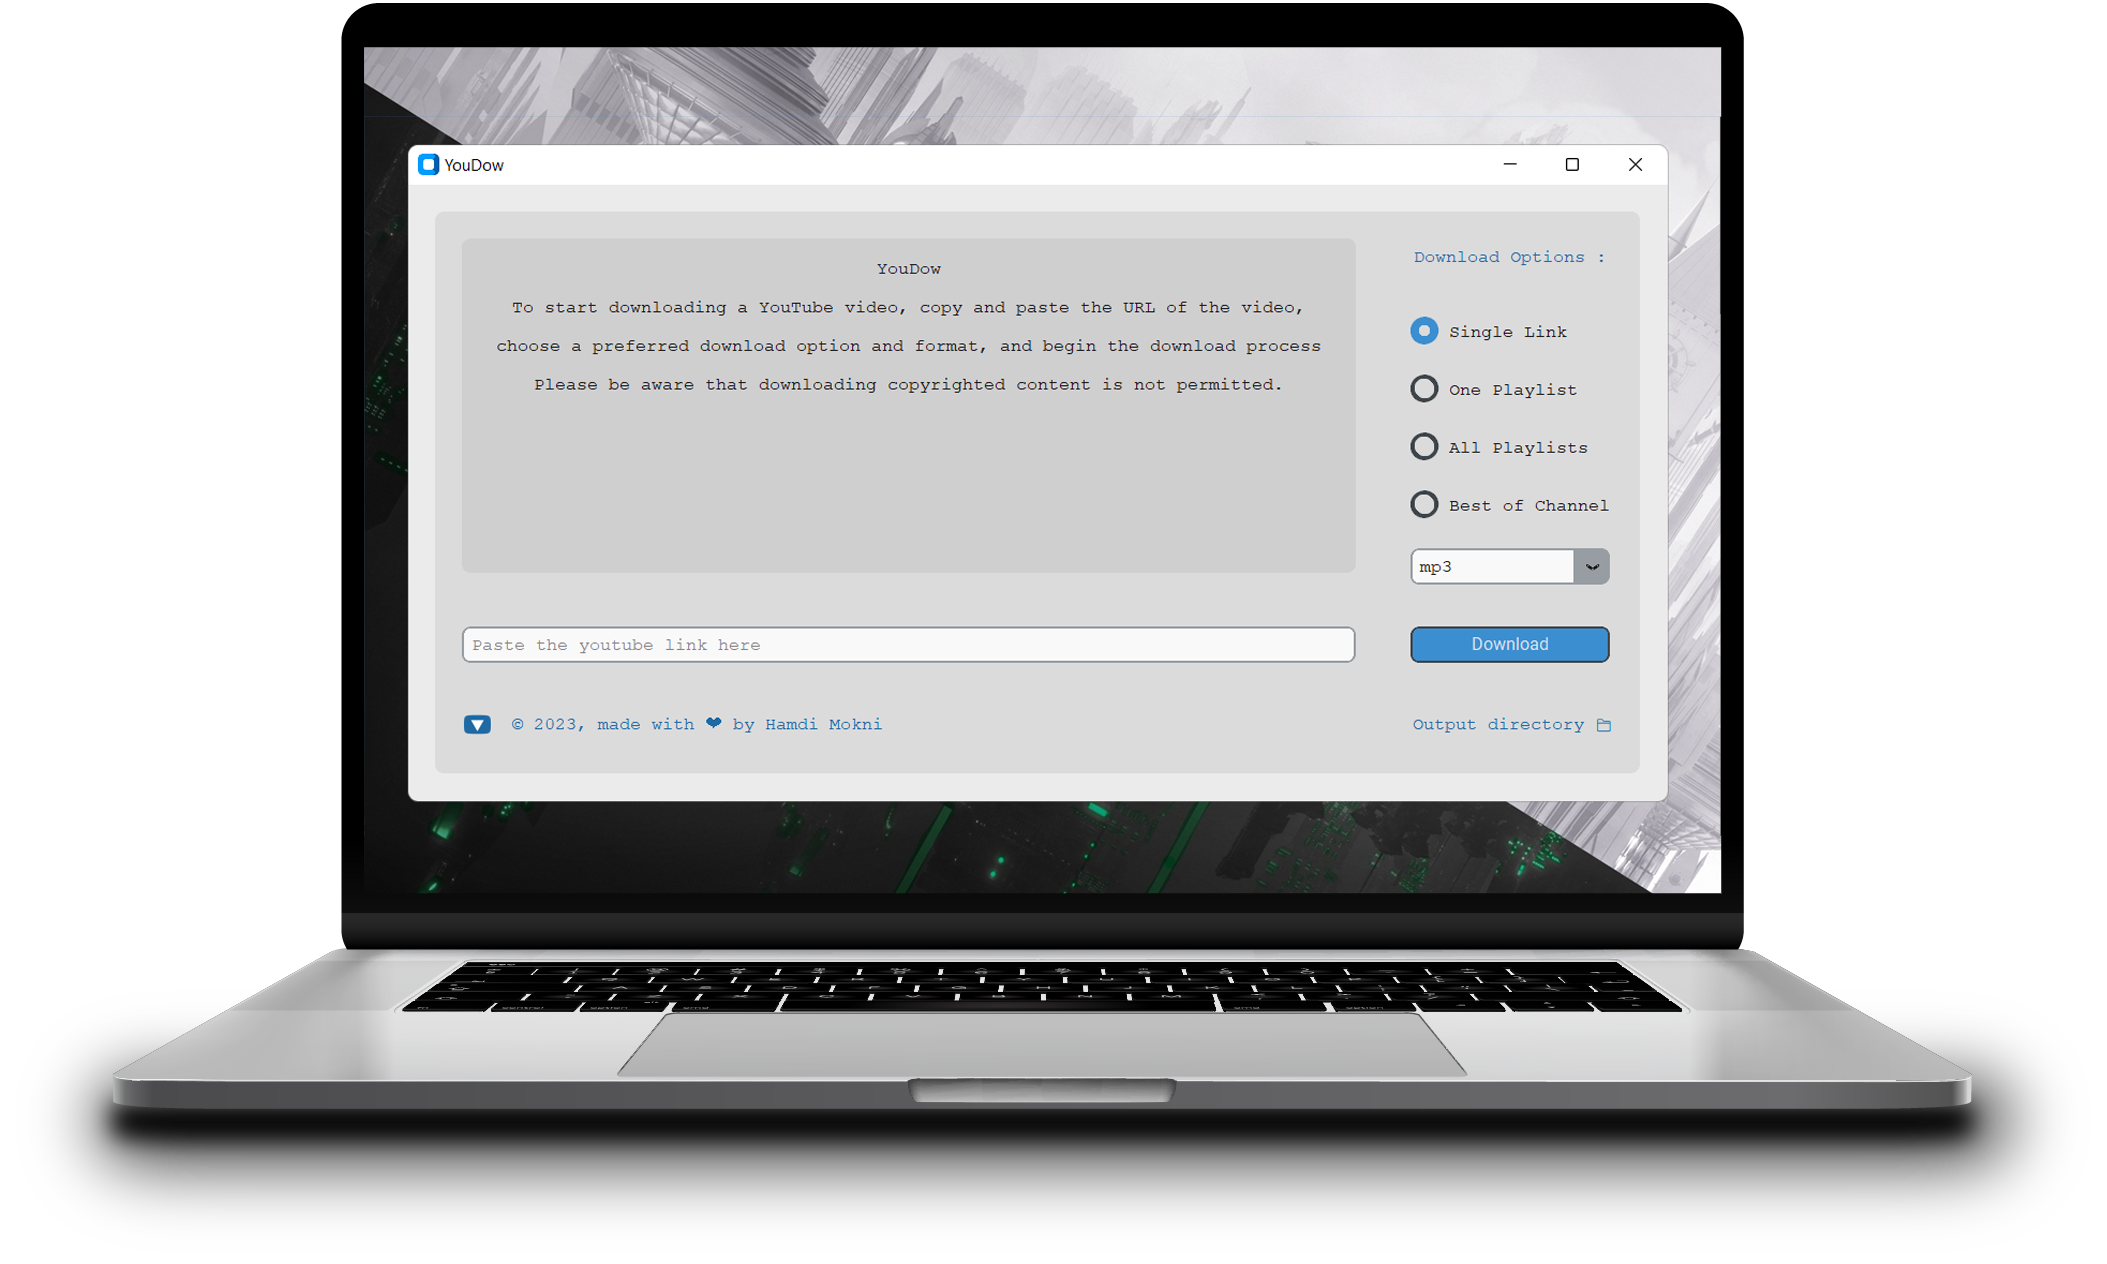 YouDow
YouDow
To start downloading a YouTube video, copy and paste the URL of the video,
choose a preferred download option and format, and begin the download process
Please be aware that downloading copyrighted content is not permitted.
Download Options :
Single Link
One Playlist
All Playlists
Best of Channel
mp3
Paste the youtube link here
Download
© 2023, made with ❤ by Hamdi Mokni
Output directory